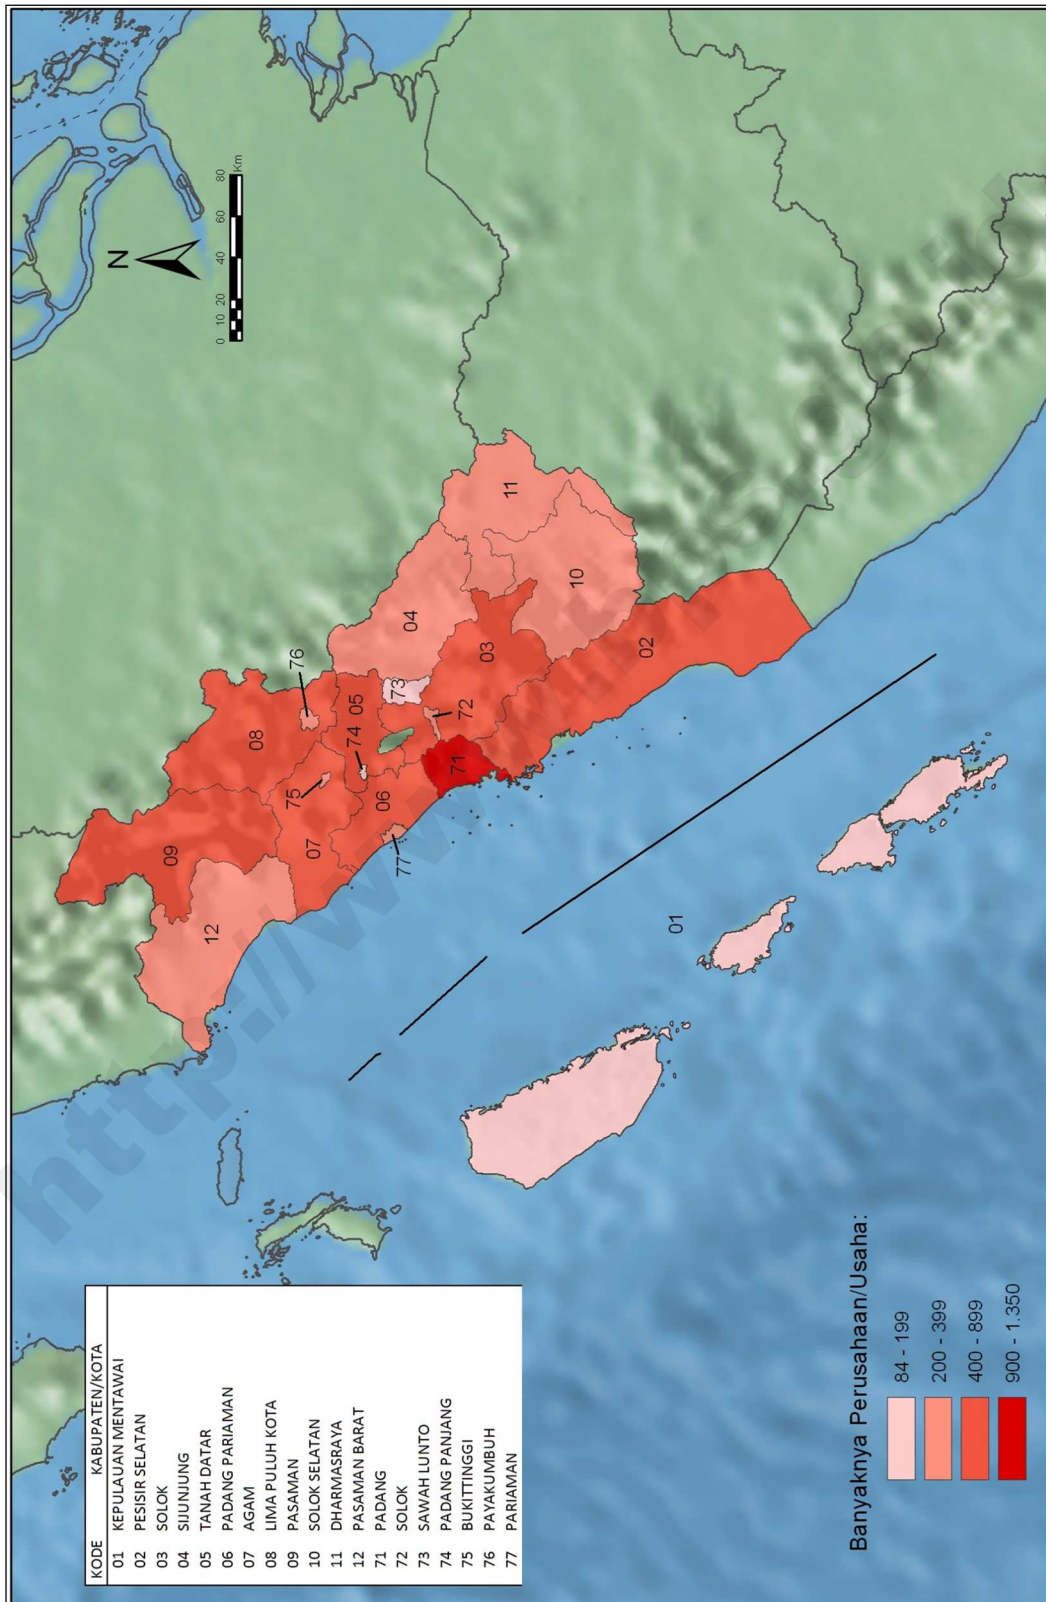 N
0 10 20 40 60 80
Km
01
02
03
04
05
06
07
08
09
10
11
12
71
72
73
74
75
76
77
KODE KABUPATEN/KOTA
01 KEPULAUAN MENTAWAI
02 PESISIR SELATAN
03 SOLOK
04 SIJUNJUNG
05 TANAH DATAR
06 PADANG PARIAMAN
07 AGAM
08 LIMA PULUH KOTA
09 PASAMAN
10 SOLOK SELATAN
11 DHARMASRAYA
12 PASAMAN BARAT
71 PADANG
72 SOLOK
73 SAWAH LUNTO
74 PADANG PANJANG
75 BUKITTINGGI
76 PAYAKUMBUH
77 PARIAMAN
Banyaknya Perusahaan/Usaha:
84 - 199
200 - 399
400 - 899
900 - 1.350